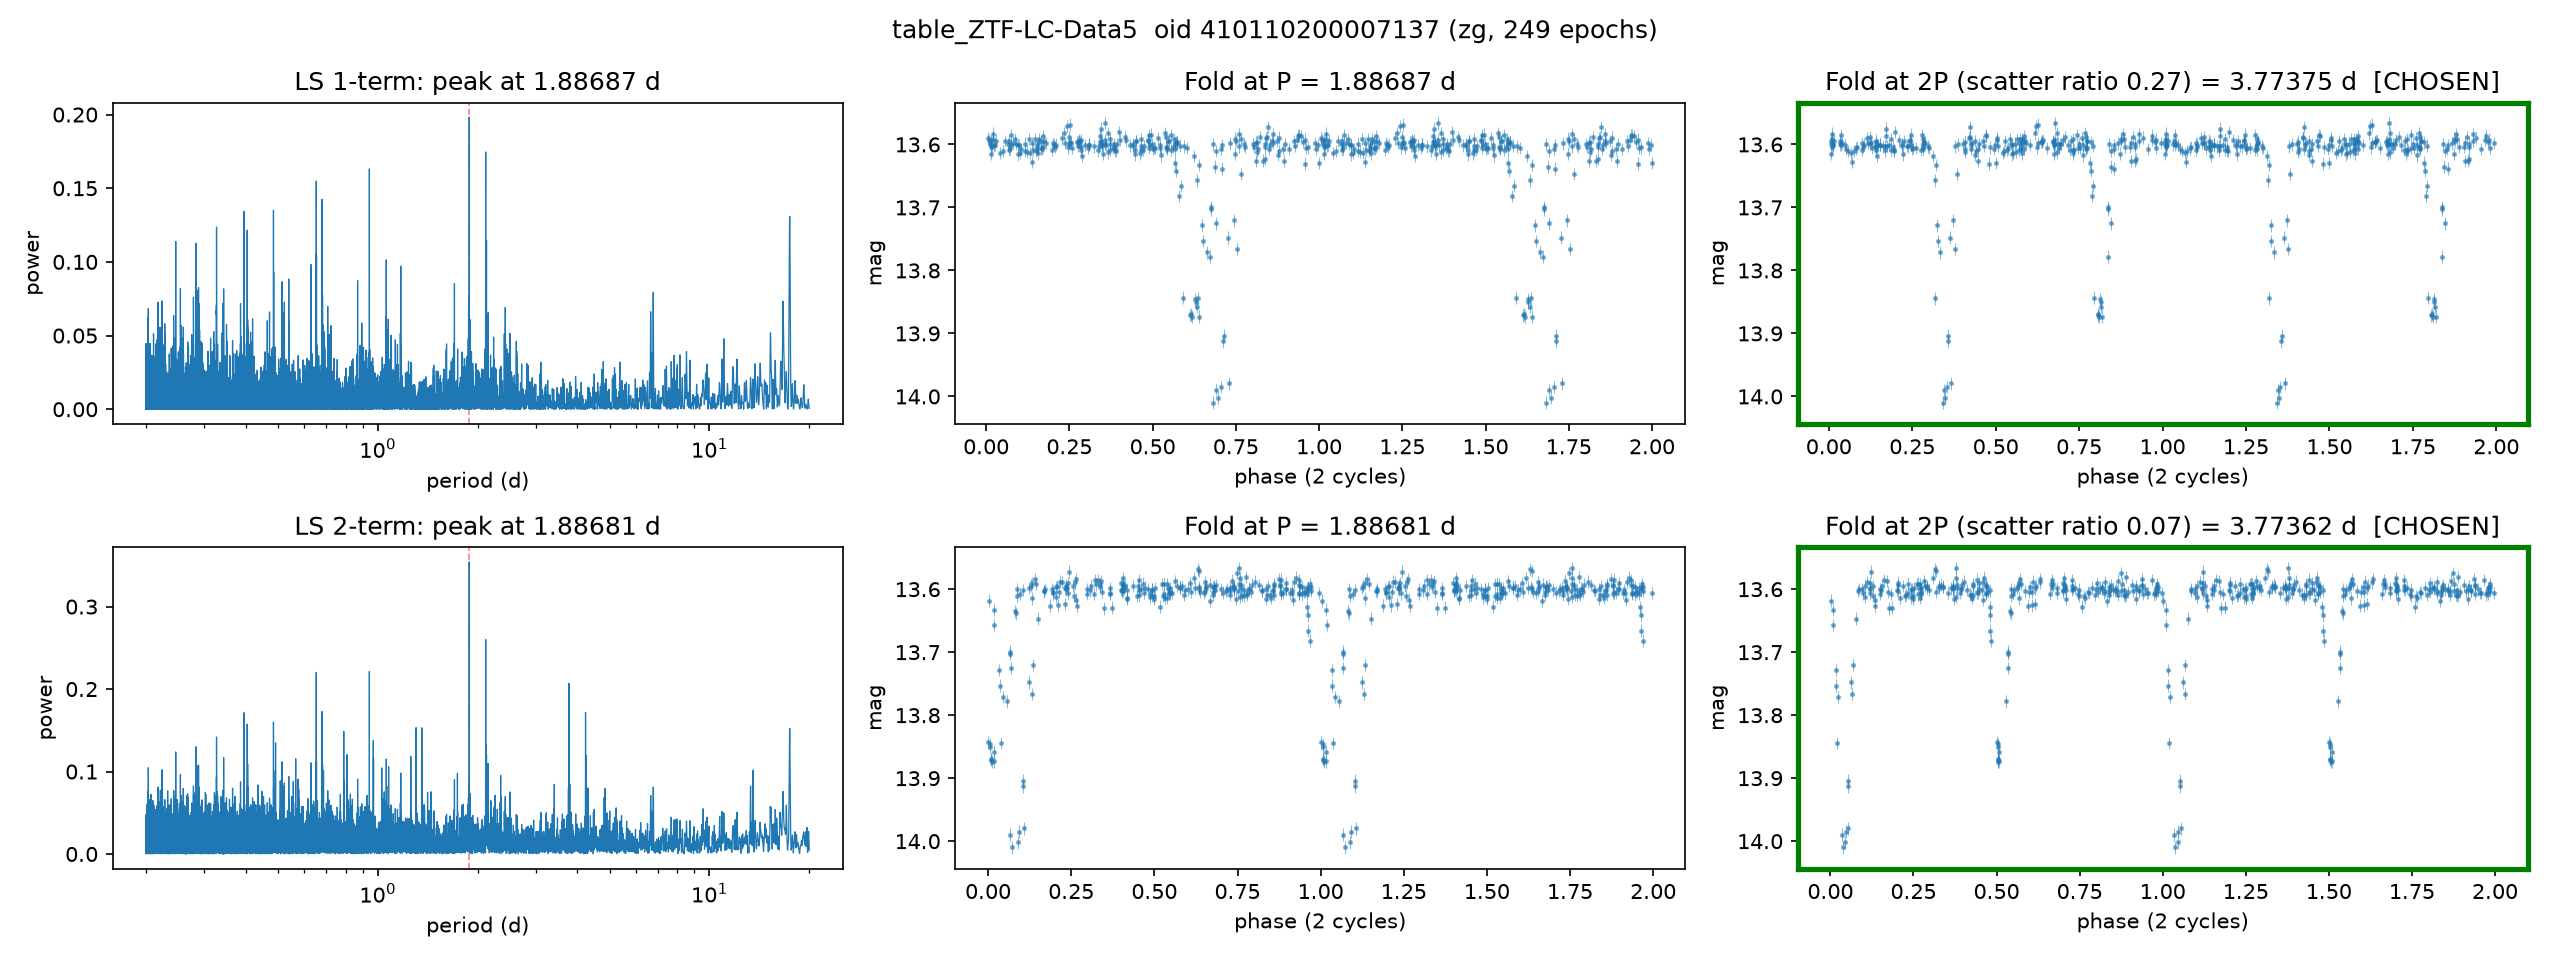 table_ZTF-LC-Data5  oid 410110200007137 (zg, 249 epochs)
LS 1-term: peak at 1.88687 d
Fold at P = 1.88687 d
Fold at 2P (scatter ratio 0.27) = 3.77375 d  [CHOSEN]
0.20
0.15
0.10
0.05
0.00
power
10⁰
10¹
period (d)
13.6
13.7
13.8
13.9
14.0
mag
0.00 0.25 0.50 0.75 1.00 1.25 1.50 1.75 2.00
phase (2 cycles)
13.6
13.7
13.8
13.9
14.0
mag
0.00 0.25 0.50 0.75 1.00 1.25 1.50 1.75 2.00
phase (2 cycles)
LS 2-term: peak at 1.88681 d
Fold at P = 1.88681 d
Fold at 2P (scatter ratio 0.07) = 3.77362 d  [CHOSEN]
0.3
0.2
0.1
0.0
power
10⁰
10¹
period (d)
13.6
13.7
13.8
13.9
14.0
mag
0.00 0.25 0.50 0.75 1.00 1.25 1.50 1.75 2.00
phase (2 cycles)
13.6
13.7
13.8
13.9
14.0
mag
0.00 0.25 0.50 0.75 1.00 1.25 1.50 1.75 2.00
phase (2 cycles)